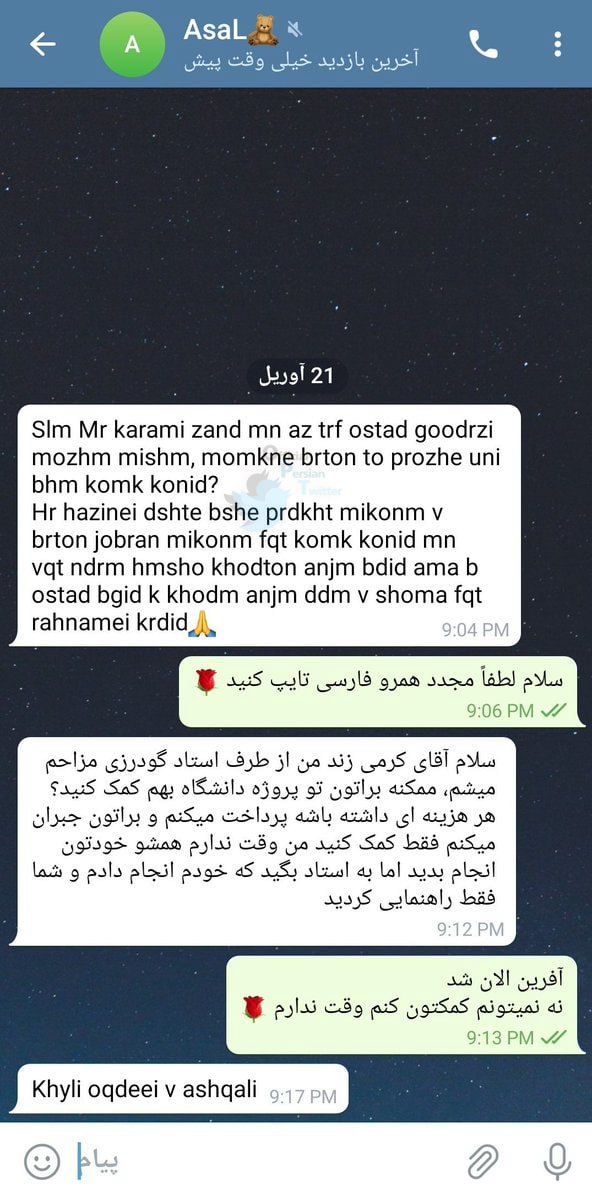 AsaL🧸
آخرین بازدید خیلی وقت پیش
A
21 آوریل
Slm Mr karami zand mn az trf ostad goodrzi
mozhm mishm, momkne brton to prozhe uni
bhm komk konid?
Hr hazinei dshte bshe prdkht mikonm v
brton jobran mikonm fqt komk konid mn
vqt ndrm hmsho khodton anjm bdid ama b
ostad bgid k khodm anjm ddm v shoma fqt
rahnamei krdid🙏
9:04 PM
Official
Persian
Twitter
سلام لطفاً مجدد همرو فارسی تایپ کنید 🌹
9:06 PM
سلام آقای کرمی زند من از طرف استاد گودرزی مزاحم
میشم، ممکنه براتون تو پروژه دانشگاه بهم کمک کنید؟
هر هزینه ای داشته باشه پرداخت میکنم و براتون جبران
میکنم فقط کمک کنید من وقت ندارم همشو خودتون
انجام بدید اما به استاد بگید که خودم انجام دادم و شما
فقط راهنمایی کردید
9:12 PM
آفرین الان شد
نه نمیتونم کمکتون کنم وقت ندارم 🌹
9:13 PM
Khyli oqdeei v ashqali 9:17 PM
پیام